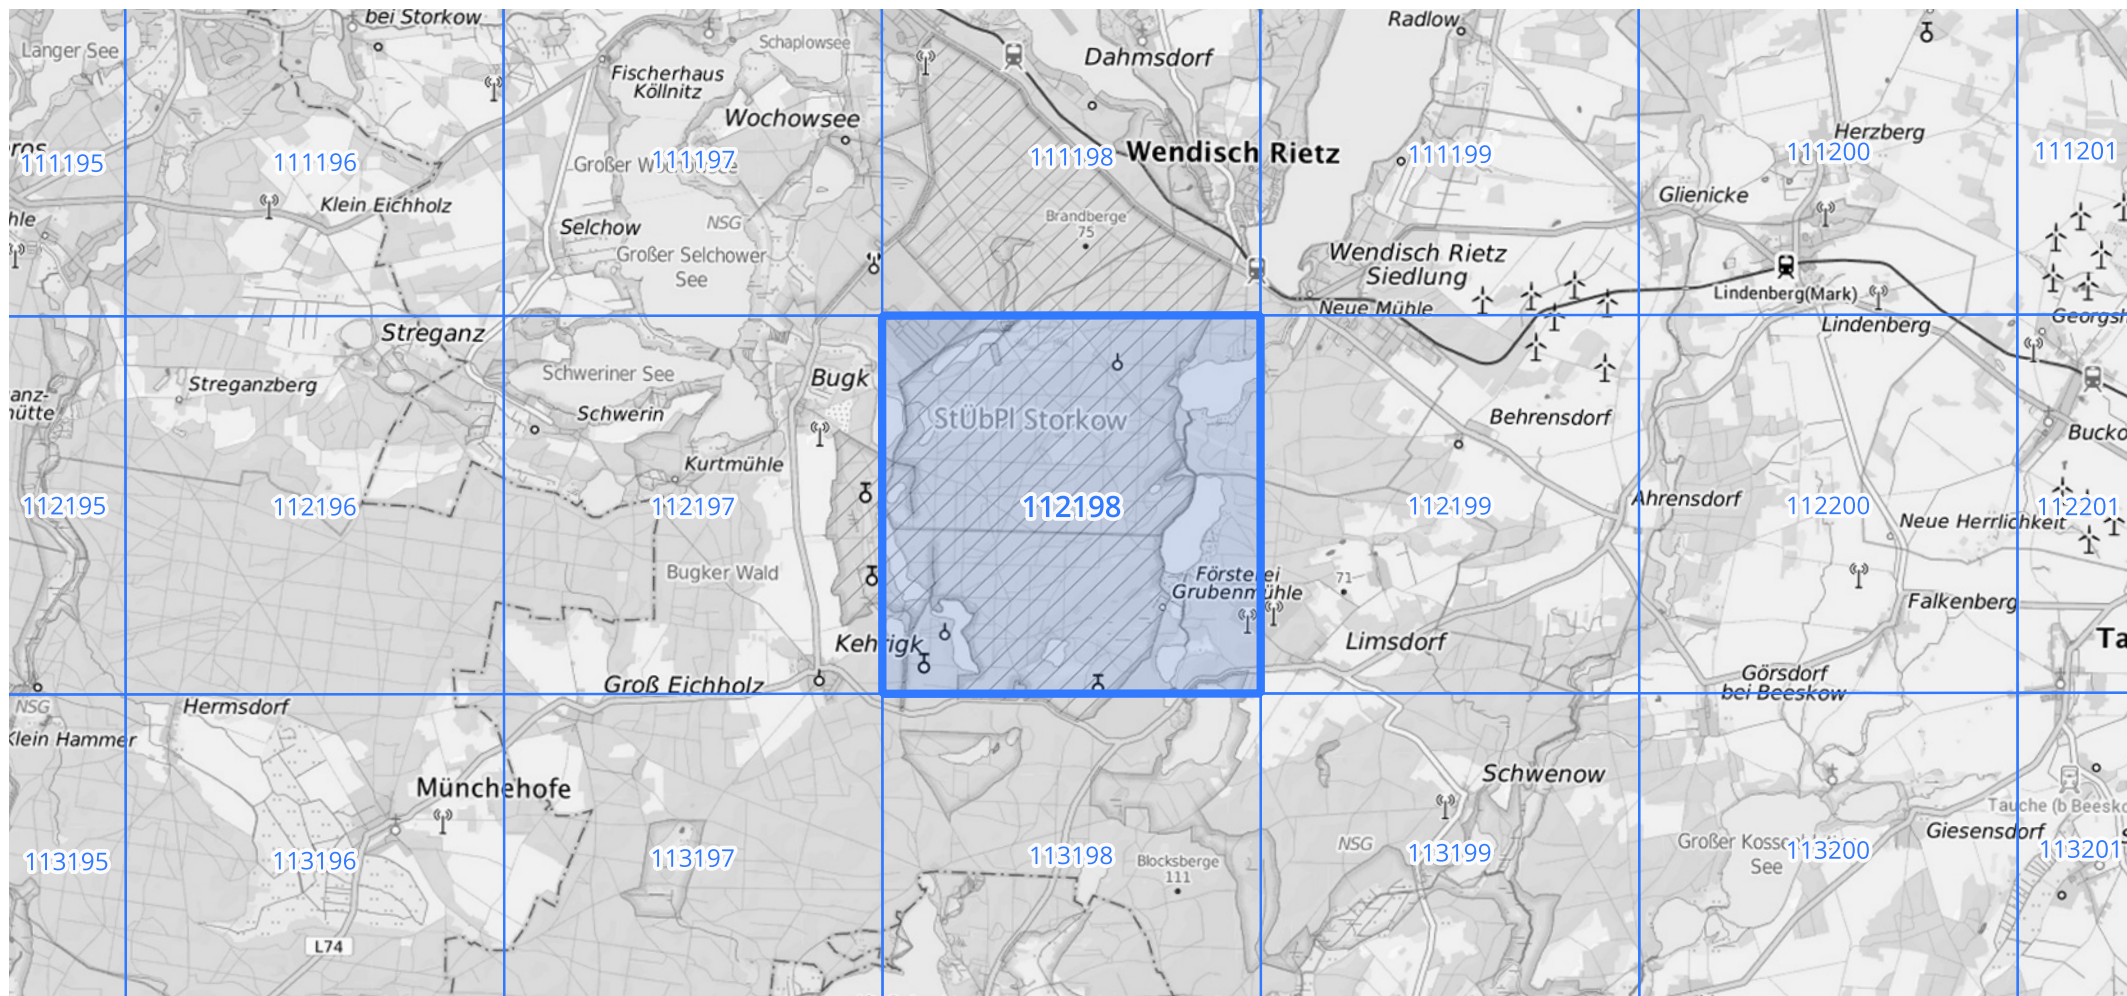 bei Storkow
Radlow
Langer See
Schaplowsee
Dahmsdorf
Fischerhaus
Köllnitz
Wochowsee
Herzberg
111195
111196
111197
111198
Wendisch Rietz
111199
111200
111201
Klein Eichholz
Selchow
NSG
Brandberge
75
Glienicke
Großer Selchower
See
Wendisch Rietz
Siedlung
Neue Mühle
Lindenberg(Mark)
Lindenberg
Streganz
Schweriner See
Bugk
Streganzberg
Schwerin
StÜbPl Storkow
Behrensdorf
Kurtmühle
112195
112196
112197
112198
112199
Ahrensdorf
112200
112201
Neue Herrlichkeit
Bugker Wald
Försterei
Grubenmühle
71
Falkenberg
Kehrigk
Limsdorf
Groß Eichholz
Görsdorf
bei Beeskow
NSG
Hermsdorf
Klein Hammer
Münchehofe
Schwenow
113195
113196
113197
113198
Blocksberge
111
NSG
113199
113200
See
Giesensdorf
113201
L74